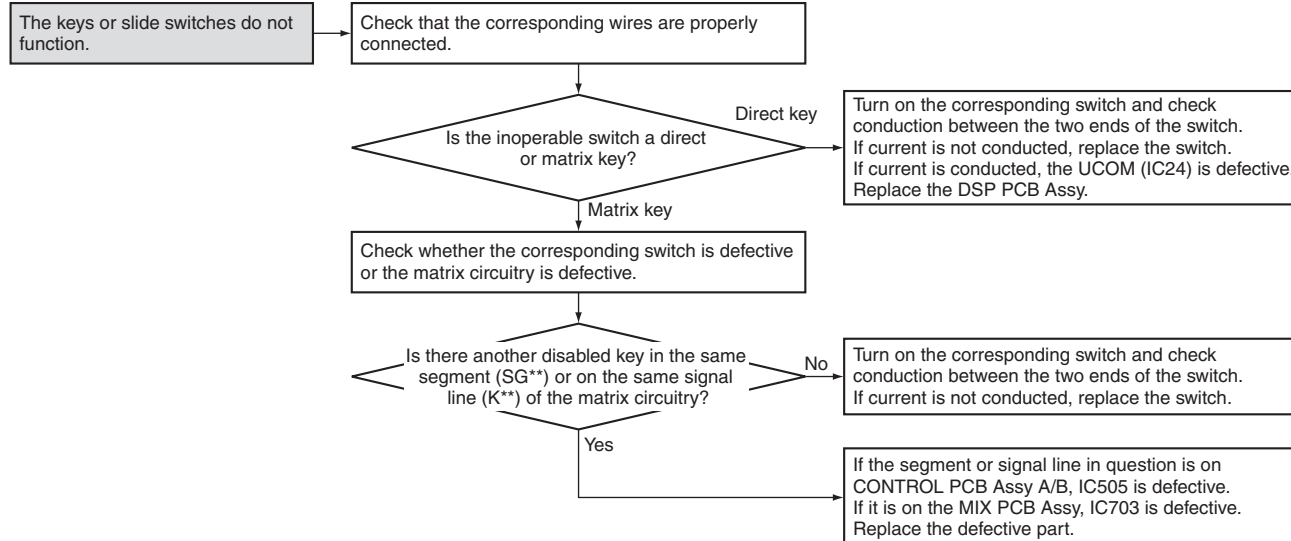 The keys or slide switches do not
function.
Check that the corresponding wires are properly
connected.
Is the inoperable switch a direct
or matrix key?
Direct key
Turn on the corresponding switch and check
conduction between the two ends of the switch.
If current is not conducted, replace the switch.
If current is conducted, the UCOM (IC24) is defective.
Replace the DSP PCB Assy.
Matrix key
Check whether the corresponding switch is defective
or the matrix circuitry is defective.
Is there another disabled key in the same
segment (SG**) or on the same signal
line (K**) of the matrix circuitry?
No
Turn on the corresponding switch and check
conduction between the two ends of the switch.
If current is not conducted, replace the switch.
Yes
If the segment or signal line in question is on
CONTROL PCB Assy A/B, IC505 is defective.
If it is on the MIX PCB Assy, IC703 is defective.
Replace the defective part.